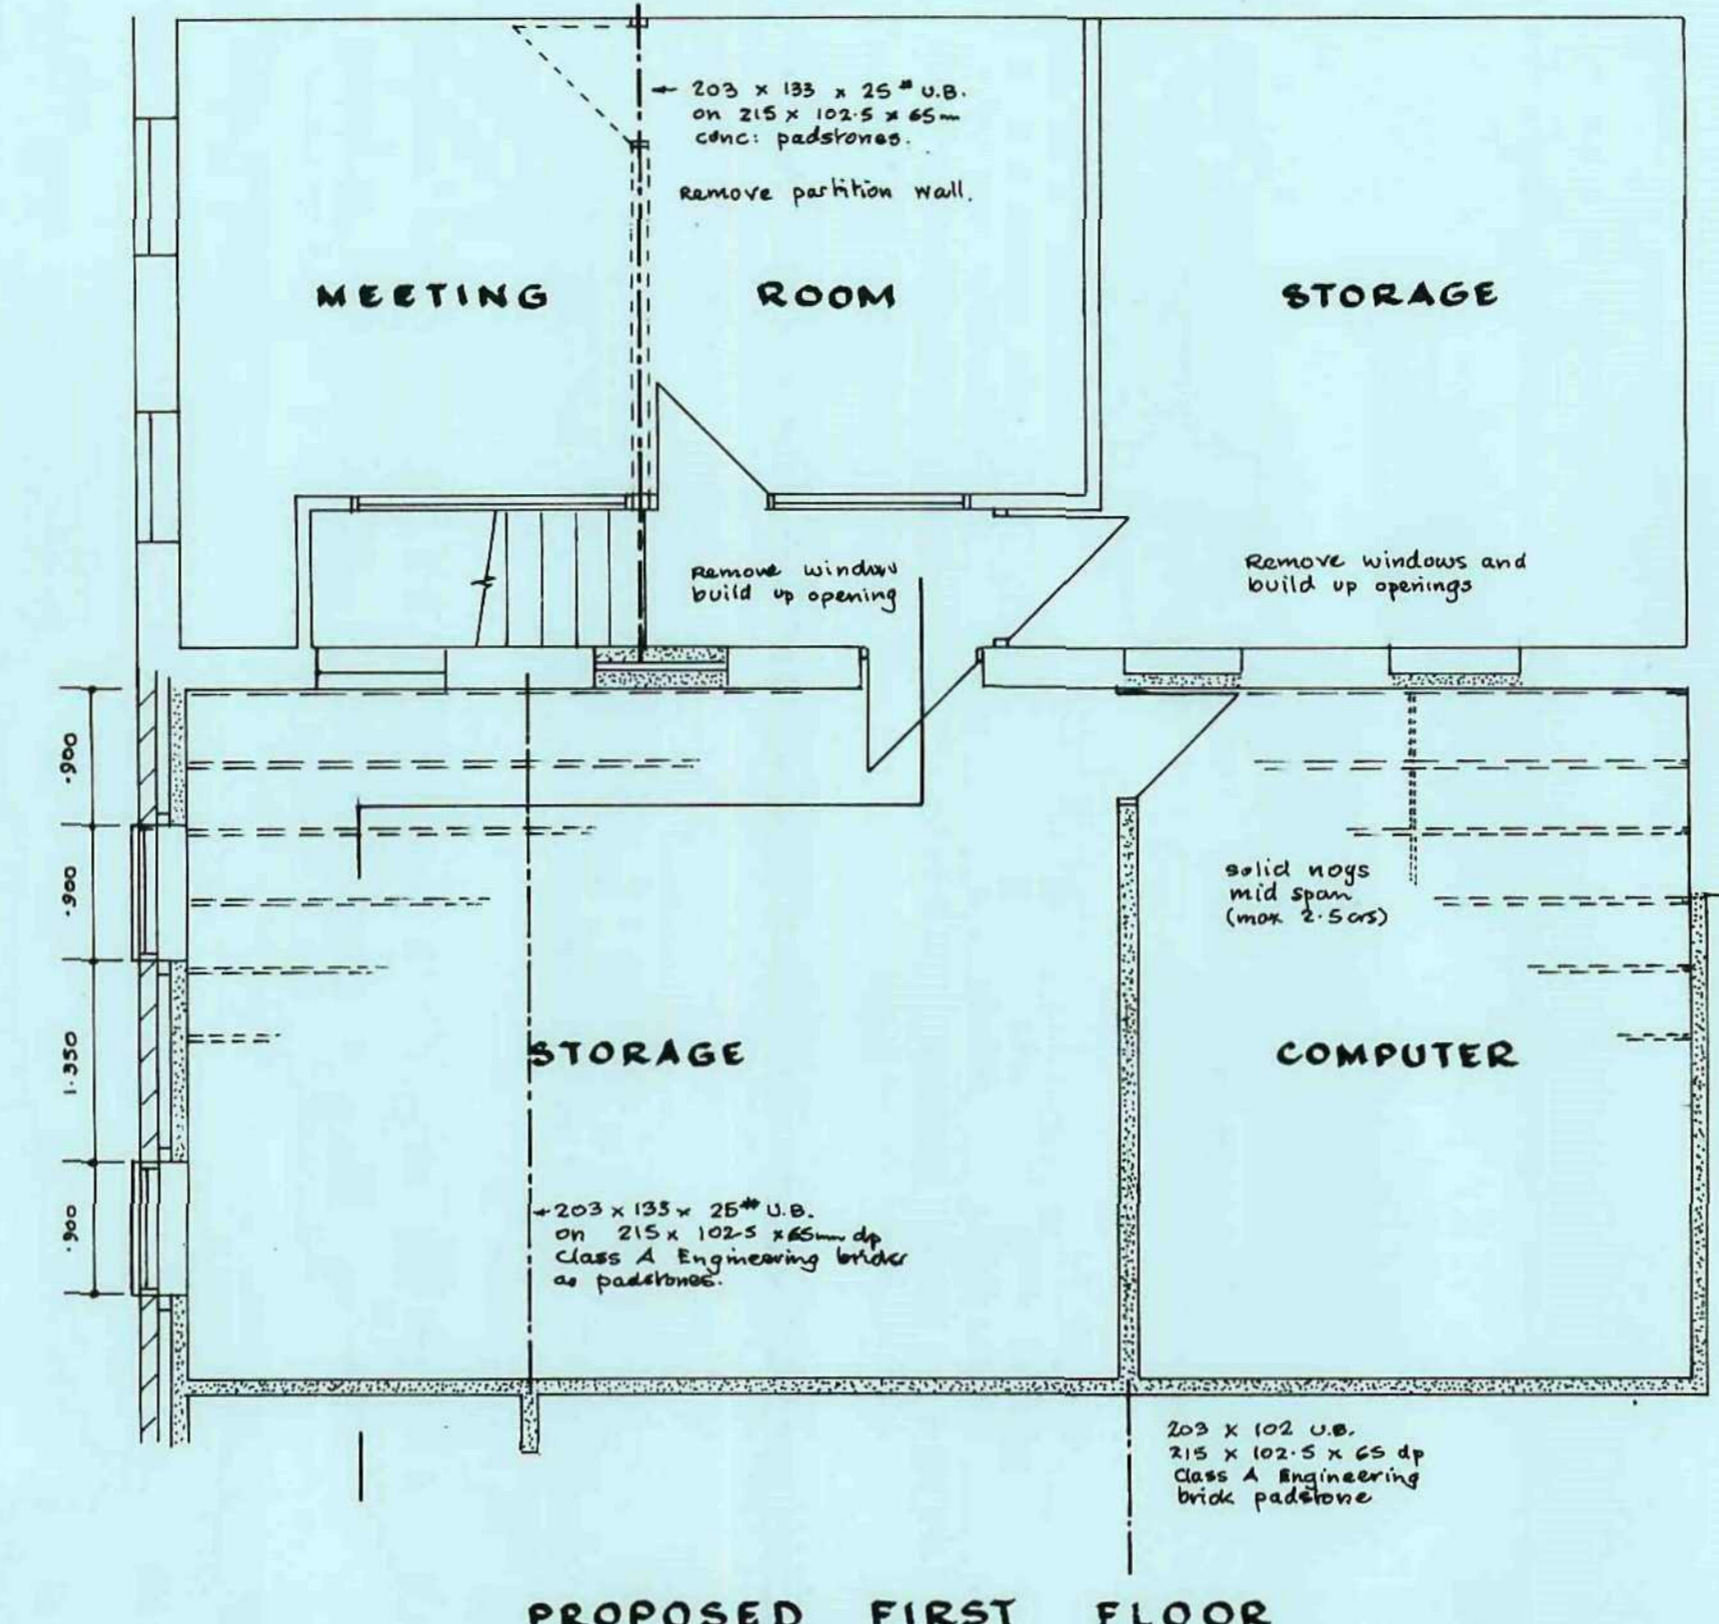 203 x 133 x 25# U.B.
on 215 x 102.5 x 65mm
conc: padstones.
Remove partition wall.
MEETING ROOM
STORAGE
Remove window
build up opening
Remove windows and
build up openings
.900
.900
1.350
.900
solid nogs
mid span
(max 2.5 crs)
STORAGE
COMPUTER
203 x 133 x 25# U.B.
on 215 x 102.5 x 65mm dp
Class A Engineering bricks
as padstones.
203 x 102 U.B.
215 x 102.5 x 65 dp
Class A Engineering
brick padstone
PROPOSED FIRST FLOOR